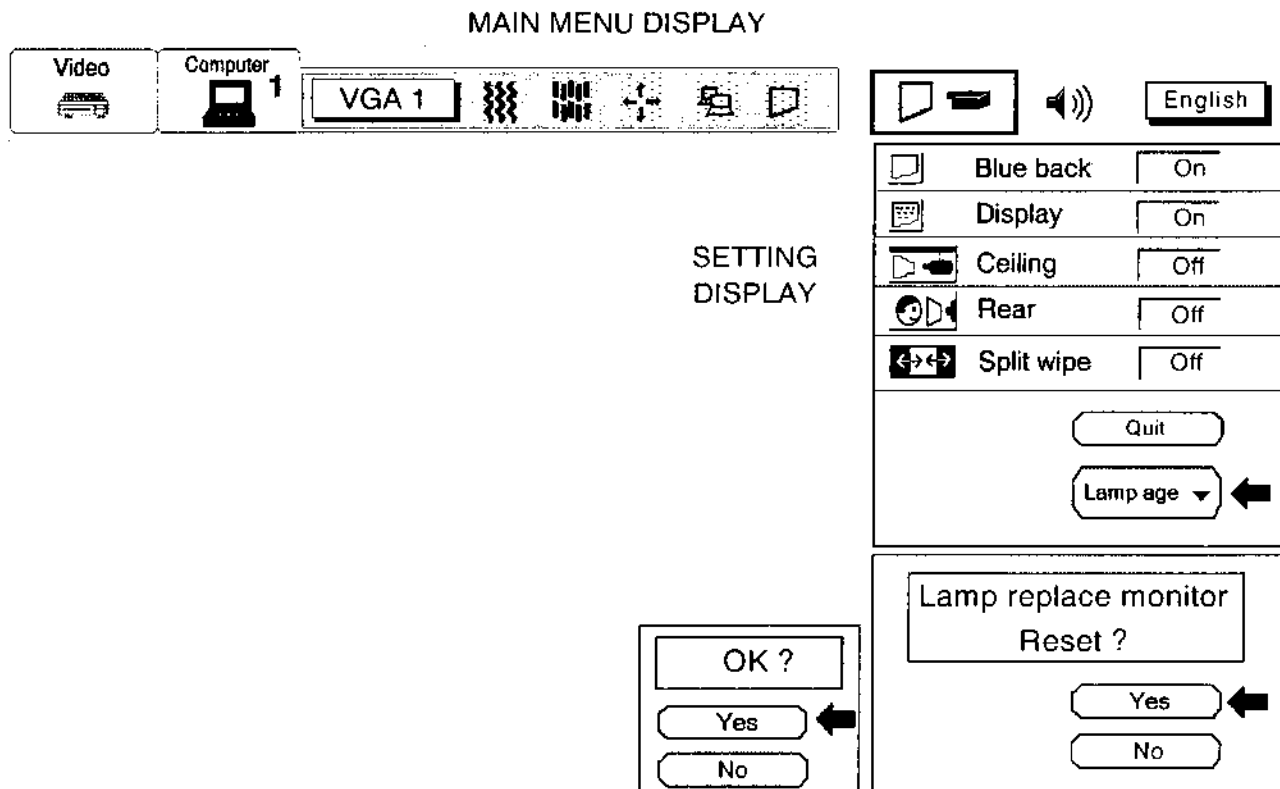 MAIN MENU DISPLAY
Video
Computer
1
VGA 1
English
Blue back On
Display On
SETTING
DISPLAY
Ceiling Off
Rear Off
Split wipe Off
Quit
Lamp age
Lamp replace monitor
Reset ?
Yes
No
OK ?
Yes
No